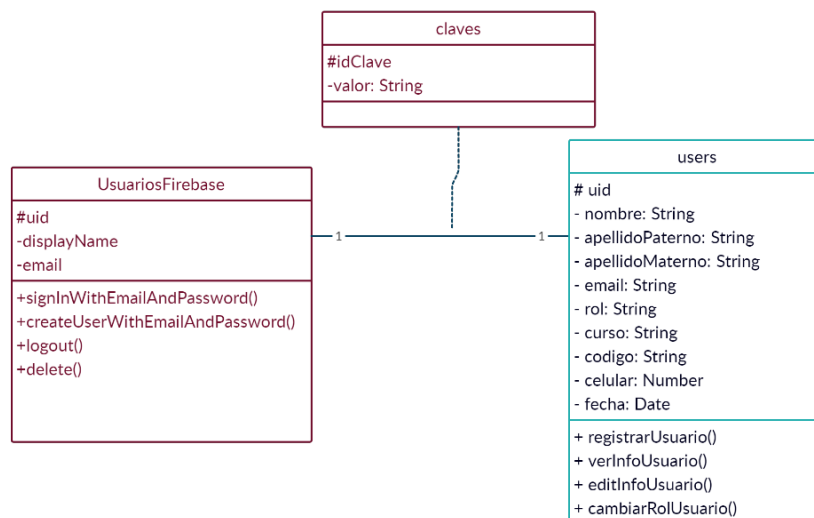 claves
#idClave
-valor: String
UsuariosFirebase
#uid
-displayName
-email
+signInWithEmailAndPassword()
+createUserWithEmailAndPassword()
+logout()
+delete()
1
1
users
# uid
- nombre: String
- apellidoPaterno: String
- apellidoMaterno: String
- email: String
- rol: String
- curso: String
- codigo: String
- celular: Number
- fecha: Date
+ registrarUsuario()
+ verInfoUsuario()
+ editInfoUsuario()
+ cambiarRolUsuario()